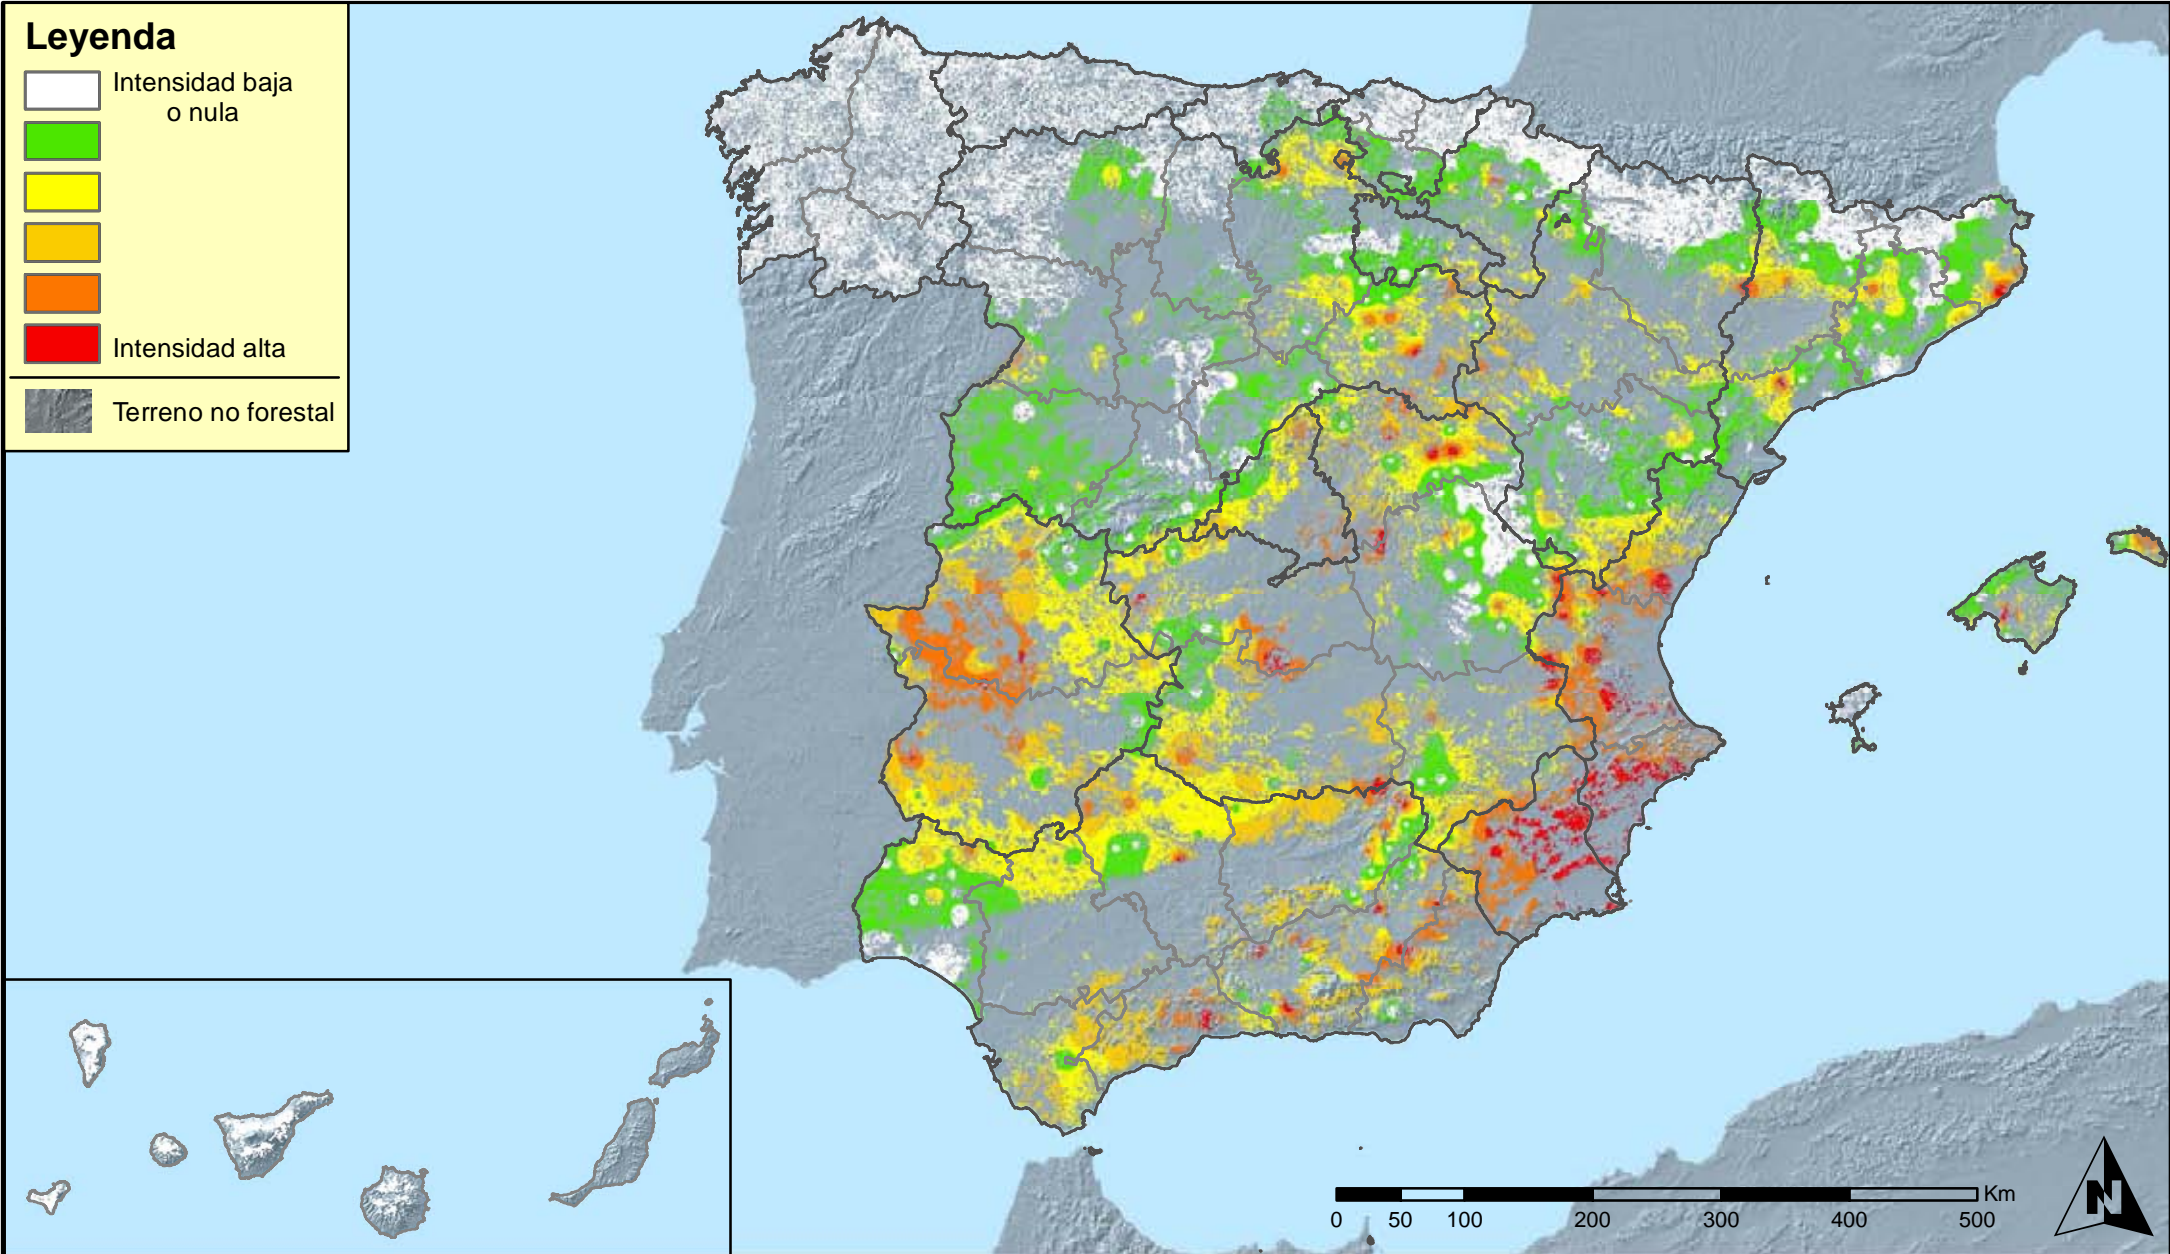 Leyenda
Intensidad baja
o nula
Intensidad alta
Terreno no forestal
Km
0 50 100 200 300 400 500
N